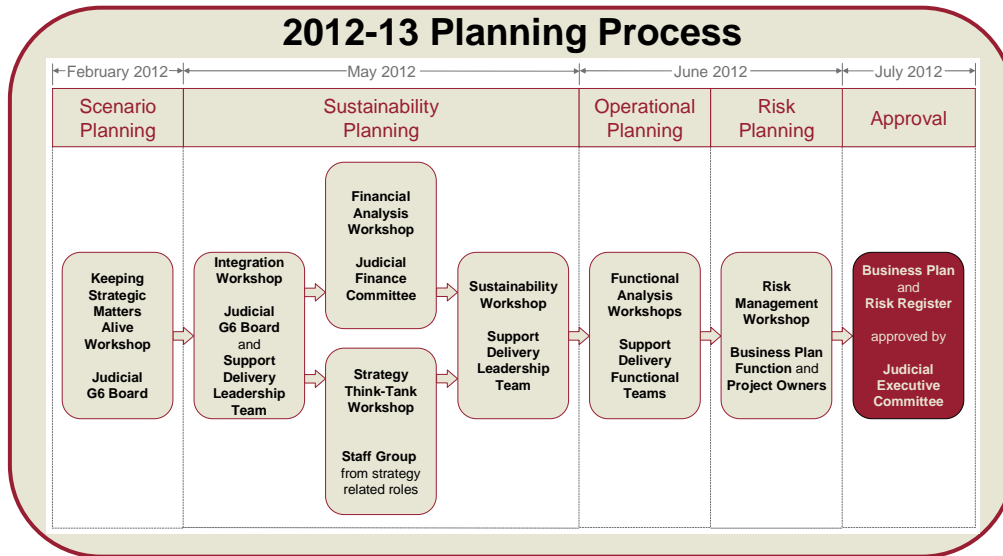 2012-13 Planning Process
February 2012
May 2012
June 2012
July 2012
Scenario
Planning
Sustainability
Planning
Operational
Planning
Risk
Planning
Approval
Keeping
Strategic
Matters
Alive
Workshop
Judicial
G6 Board
Integration
Workshop
Judicial
G6 Board
and
Support
Delivery
Leadership
Team
Financial
Analysis
Workshop
Judicial
Finance
Committee
Strategy
Think-Tank
Workshop
Staff Group
from strategy
related roles
Sustainability
Workshop
Support
Delivery
Leadership
Team
Functional
Analysis
Workshops
Support
Delivery
Functional
Teams
Risk
Management
Workshop
Business Plan
Function and
Project Owners
Business Plan
and
Risk Register
approved by
Judicial
Executive
Committee